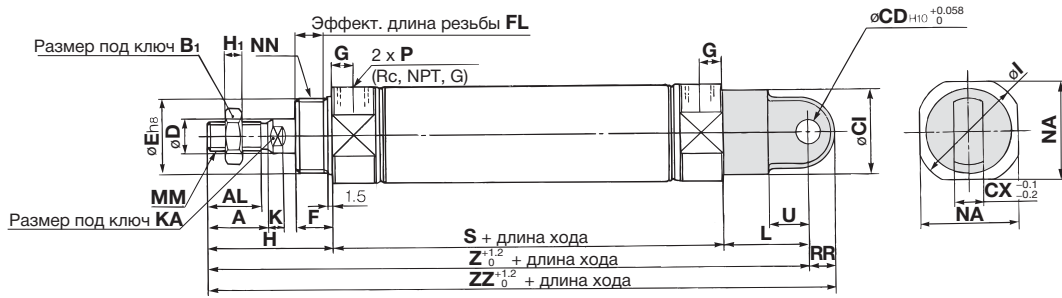 Эффект. длина резьбы FL
øCD H10 +0.058 0
Размер под ключ B1
H1
NN
G
2 x P
(Rc, NPT, G)
G
øI
øEh8
øD
øCI
NA
MM
AL
1.5
CX -0.1 -0.2
Размер под ключ KA
A
K
F
U
NA
H
S + длина хода
L
Z +1.2 0 + длина хода
RR
ZZ +1.2 0 + длина хода